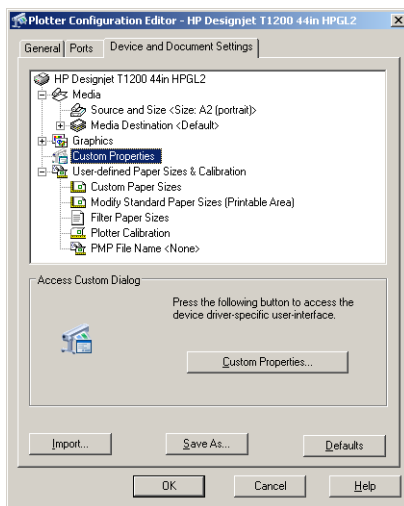 Plotter Configuration Editor - HP Designjet T1200 44in HPGL2
General Ports Device and Document Settings
HP Designjet T1200 44in HPGL2
Media
Source and Size <Size: A2 (portrait)>
Media Destination <Default>
Graphics
Custom Properties
User-defined Paper Sizes & Calibration
Custom Paper Sizes
Modify Standard Paper Sizes (Printable Area)
Filter Paper Sizes
Plotter Calibration
PMP File Name <None>
Access Custom Dialog
Press the following button to access the
device driver-specific user-interface.
Custom Properties...
Import... Save As... Defaults
OK Cancel Help